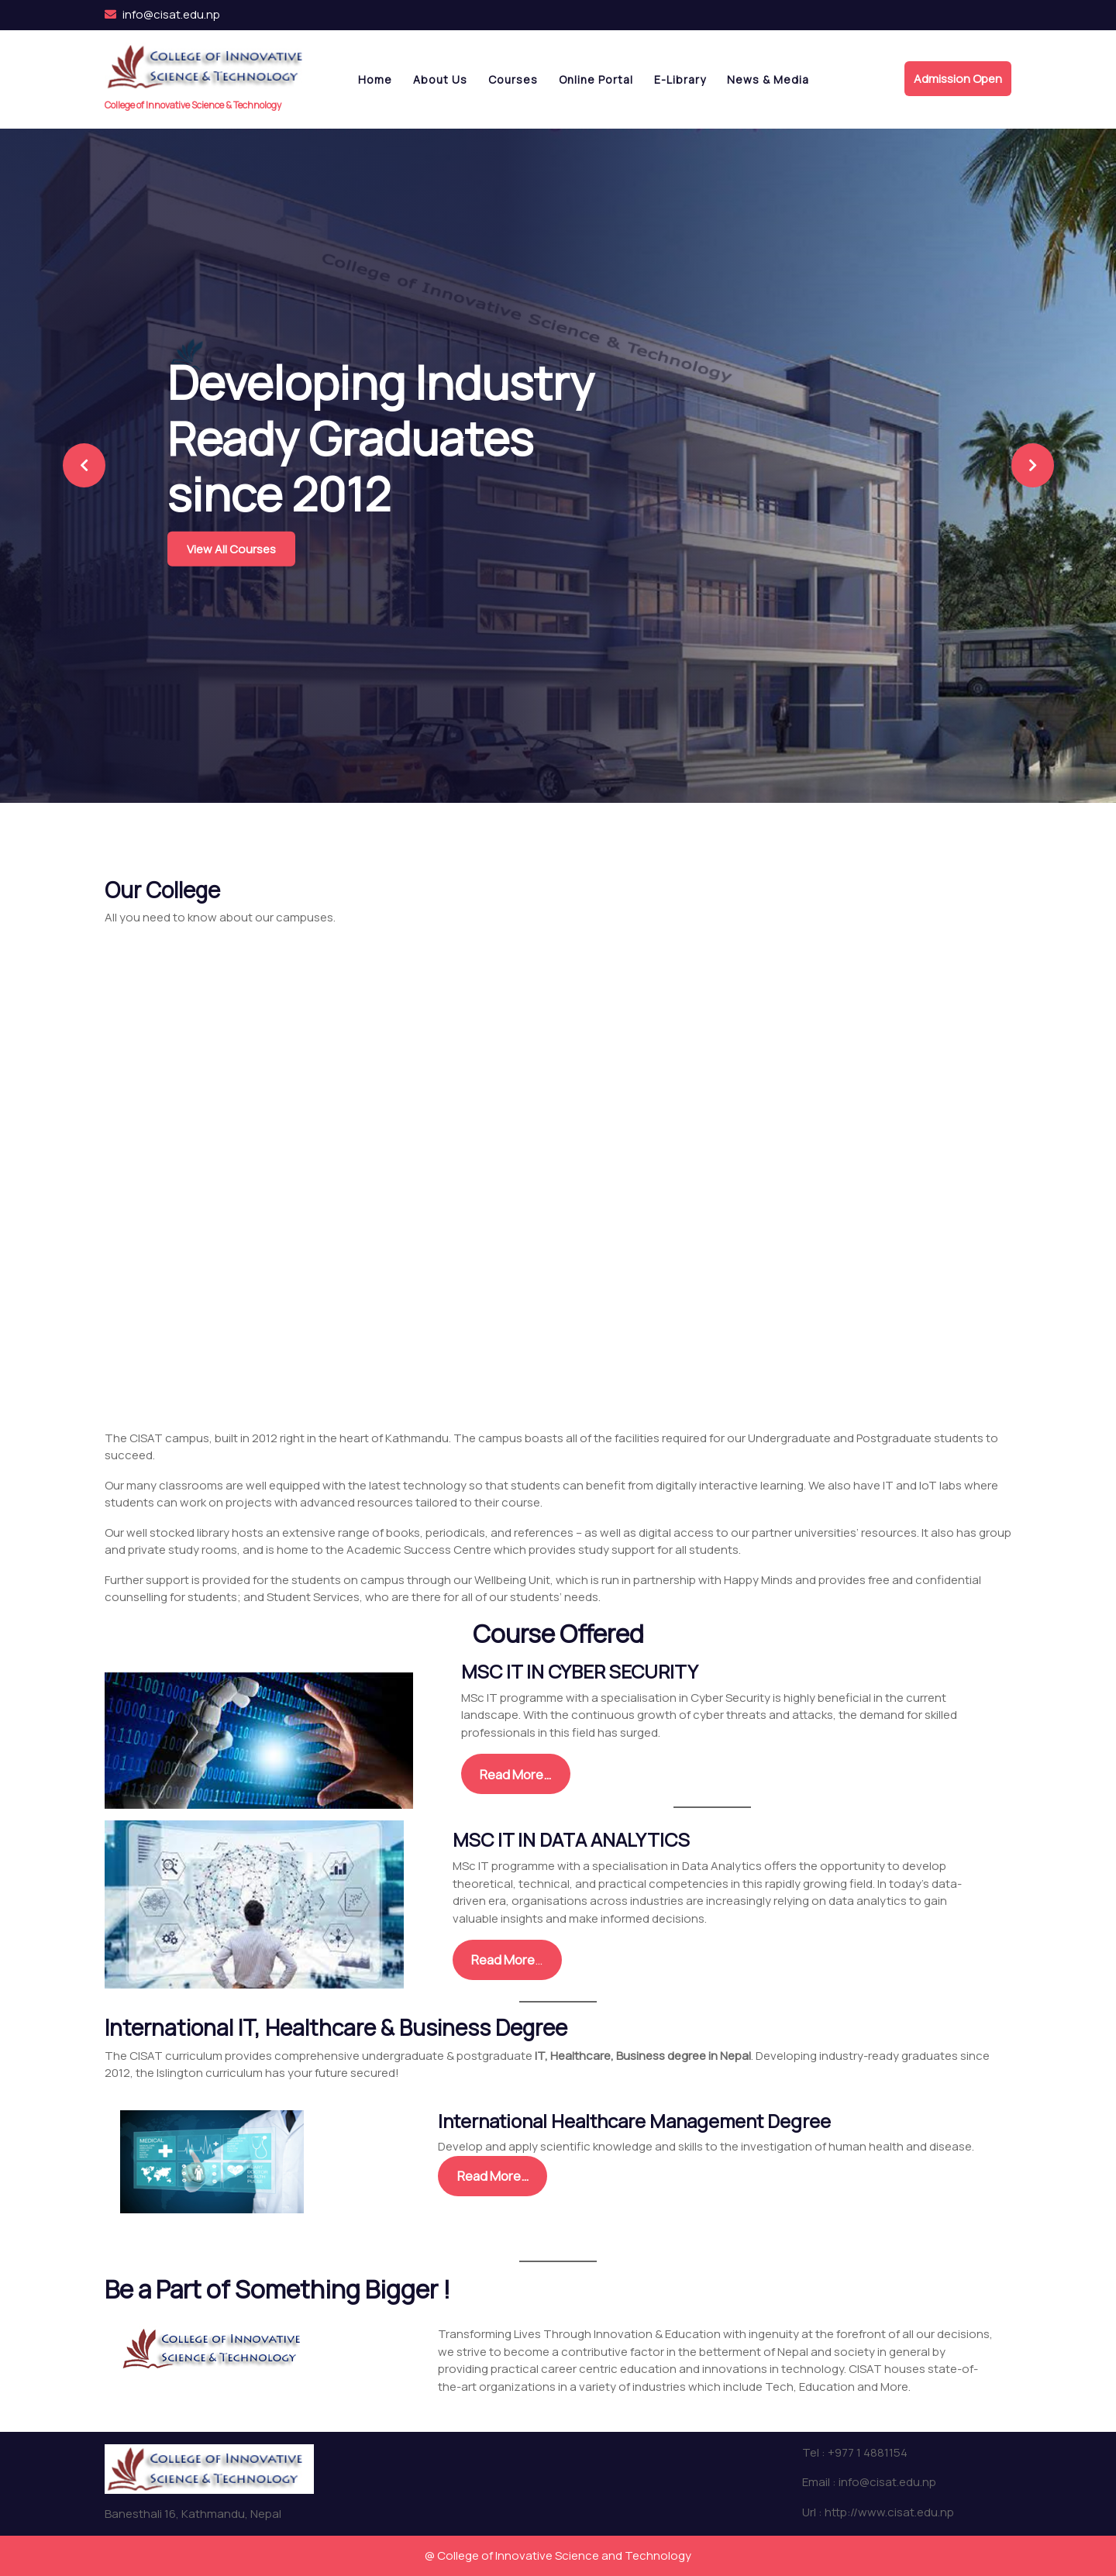 info@cisat.edu.np
College of Innovative
Science & Technology
College of Innovative Science & Technology
Home
About Us
Courses
Online Portal
E-Library
News & Media
Admission Open
College of Innovative Science & Technology
Developing Industry
Ready Graduates
since 2012
View All Courses
Our College
All you need to know about our campuses.
The CISAT campus, built in 2012 right in the heart of Kathmandu. The campus boasts all of the facilities required for our Undergraduate and Postgraduate students to
succeed.
Our many classrooms are well equipped with the latest technology so that students can benefit from digitally interactive learning. We also have IT and IoT labs where
students can work on projects with advanced resources tailored to their course.
Our well stocked library hosts an extensive range of books, periodicals, and references – as well as digital access to our partner universities’ resources. It also has group
and private study rooms, and is home to the Academic Success Centre which provides study support for all students.
Further support is provided for the students on campus through our Wellbeing Unit, which is run in partnership with Happy Minds and provides free and confidential
counselling for students; and Student Services, who are there for all of our students’ needs.
Course Offered
MSC IT IN CYBER SECURITY
MSc IT programme with a specialisation in Cyber Security is highly beneficial in the current
landscape. With the continuous growth of cyber threats and attacks, the demand for skilled
professionals in this field has surged.
Read More…
MSC IT IN DATA ANALYTICS
MSc IT programme with a specialisation in Data Analytics offers the opportunity to develop
theoretical, technical, and practical competencies in this rapidly growing field. In today’s data-
driven era, organisations across industries are increasingly relying on data analytics to gain
valuable insights and make informed decisions.
Read More…
International IT, Healthcare & Business Degree
The CISAT curriculum provides comprehensive undergraduate & postgraduate IT, Healthcare, Business degree in Nepal. Developing industry-ready graduates since
2012, the Islington curriculum has your future secured!
MEDICAL
International Healthcare Management Degree
Develop and apply scientific knowledge and skills to the investigation of human health and disease.
Read More…
Be a Part of Something Bigger !
College of Innovative
Science & Technology
Transforming Lives Through Innovation & Education with ingenuity at the forefront of all our decisions,
we strive to become a contributive factor in the betterment of Nepal and society in general by
providing practical career centric education and innovations in technology. CISAT houses state-of-
the-art organizations in a variety of industries which include Tech, Education and More.
College of Innovative
Science & Technology
Banesthali 16, Kathmandu, Nepal
Tel : +977 1 4881154
Email : info@cisat.edu.np
Url : http://www.cisat.edu.np
@ College of Innovative Science and Technology